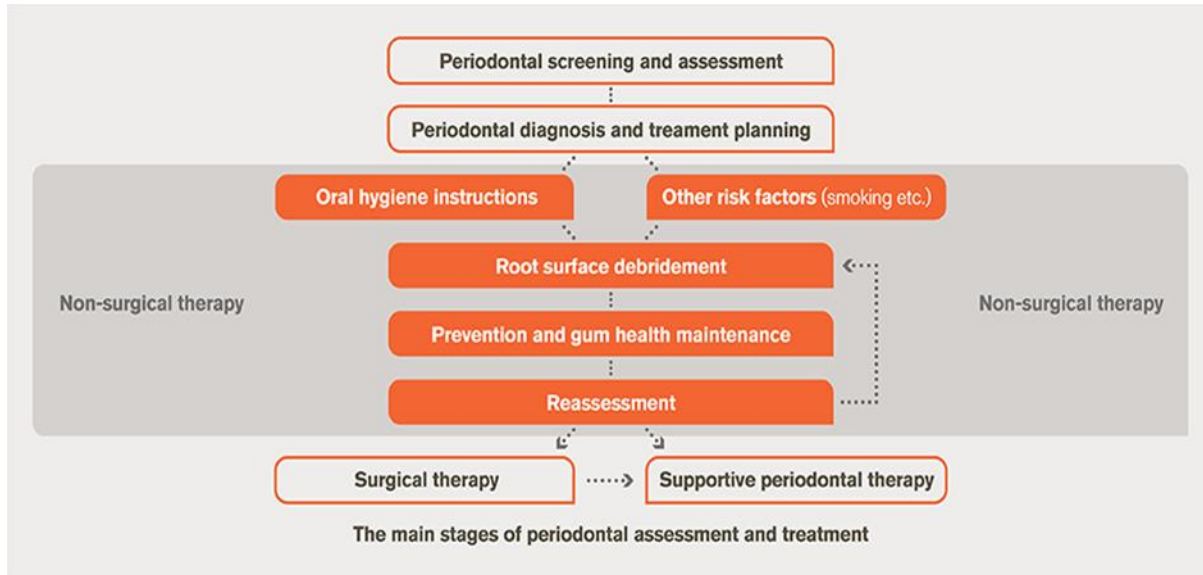 Periodontal screening and assessment
Periodontal diagnosis and treament planning
Oral hygiene instructions
Other risk factors (smoking etc.)
Root surface debridement
Non-surgical therapy
Non-surgical therapy
Prevention and gum health maintenance
Reassessment
Surgical therapy
Supportive periodontal therapy
The main stages of periodontal assessment and treatment